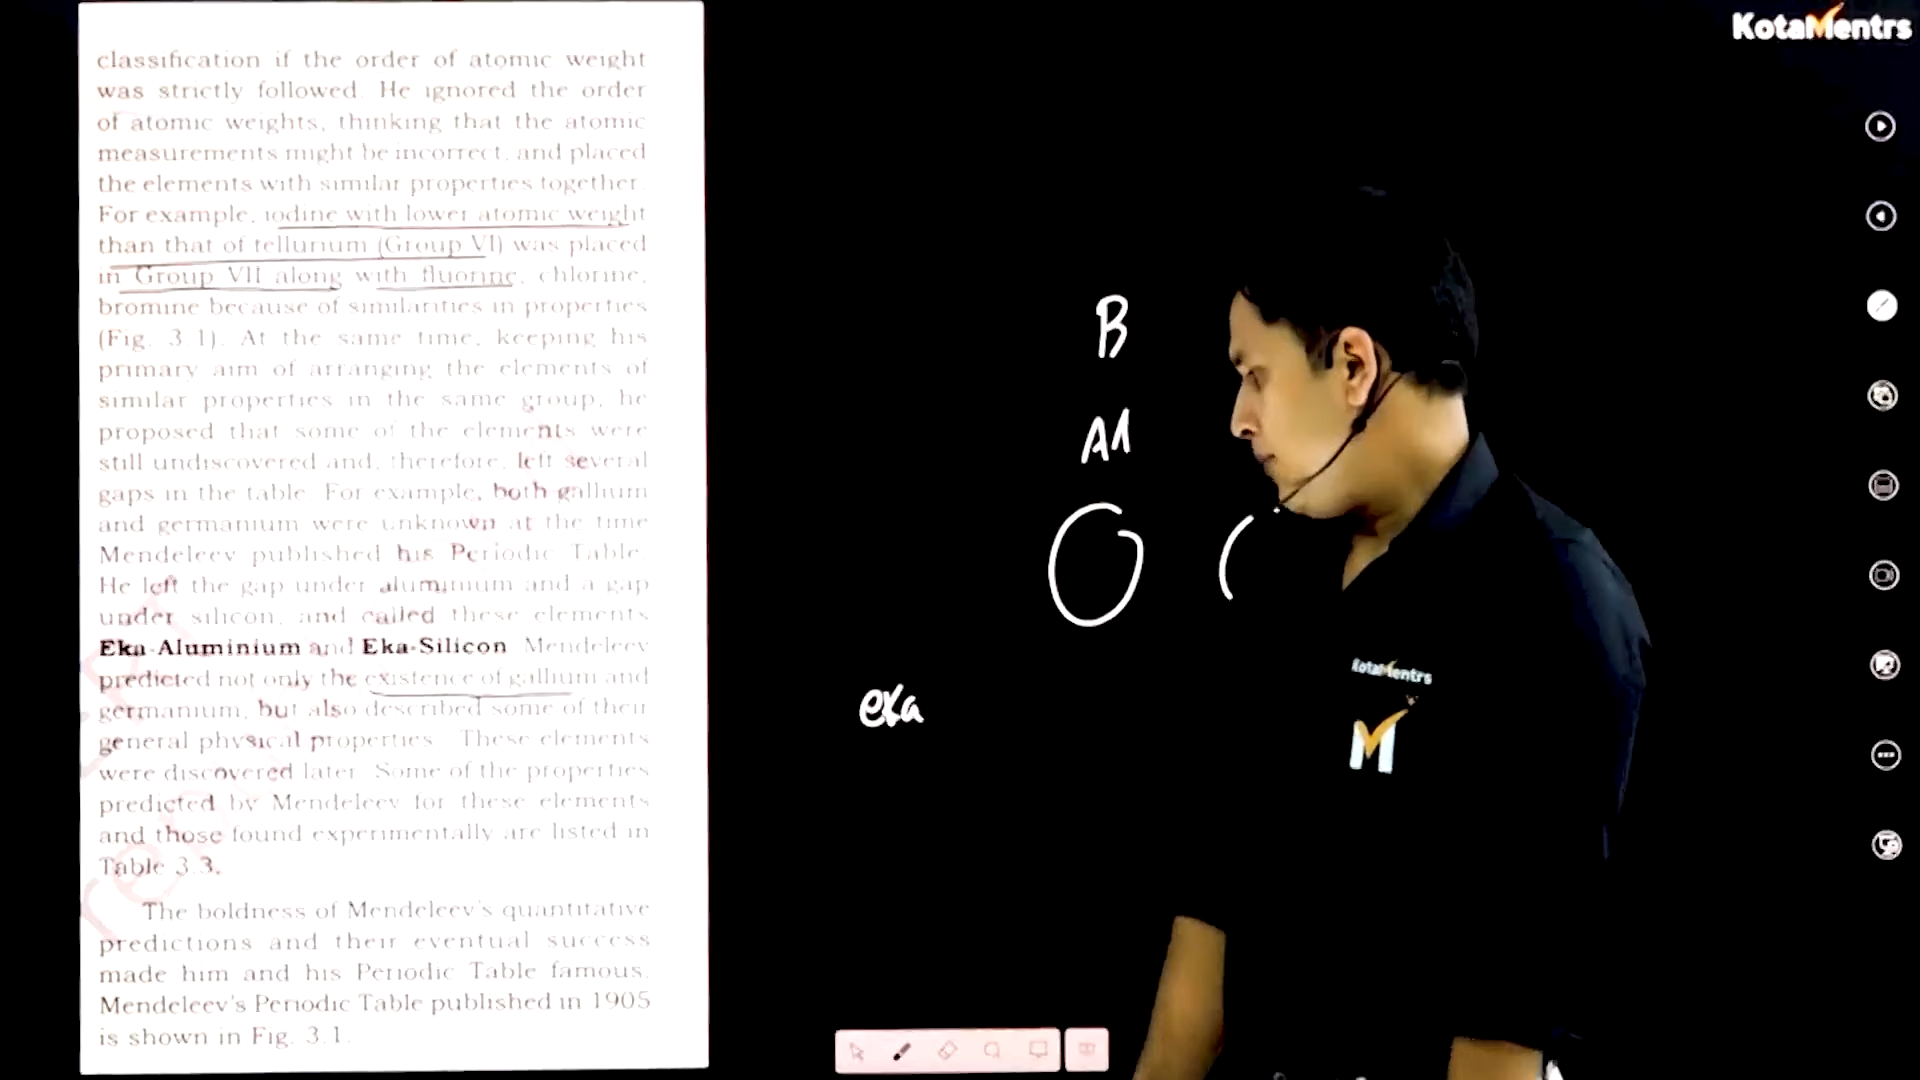 classification if the order of atomic weight
was strictly followed. He ignored the order
of atomic weights, thinking that the atomic
measurements might be incorrect, and placed
the elements with similar properties together.
For example, iodine with lower atomic weight
than that of tellurium (Group VI) was placed
in Group VII along with fluorine, chlorine,
bromine because of similarities in properties
(Fig. 3.1). At the same time, keeping his
primary aim of arranging the elements of
similar properties in the same group, he
proposed that some of the elements were
still undiscovered and, therefore, left several
gaps in the table. For example, both gallium
and germanium were unknown at the time
Mendeleev published his Periodic Table.
He left the gap under aluminium and a gap
under silicon, and called these elements
Eka-Aluminium and Eka-Silicon. Mendeleev
predicted not only the existence of gallium and
germanium, but also described some of their
general physical properties. These elements
were discovered later. Some of the properties
predicted by Mendeleev for these elements
and those found experimentally are listed in
Table 3.3.
The boldness of Mendeleev's quantitative
predictions and their eventual success
made him and his Periodic Table famous.
Mendeleev's Periodic Table published in 1905
is shown in Fig. 3.1.
B
Al
eka
KotaMentrs
KotaMentrs
M